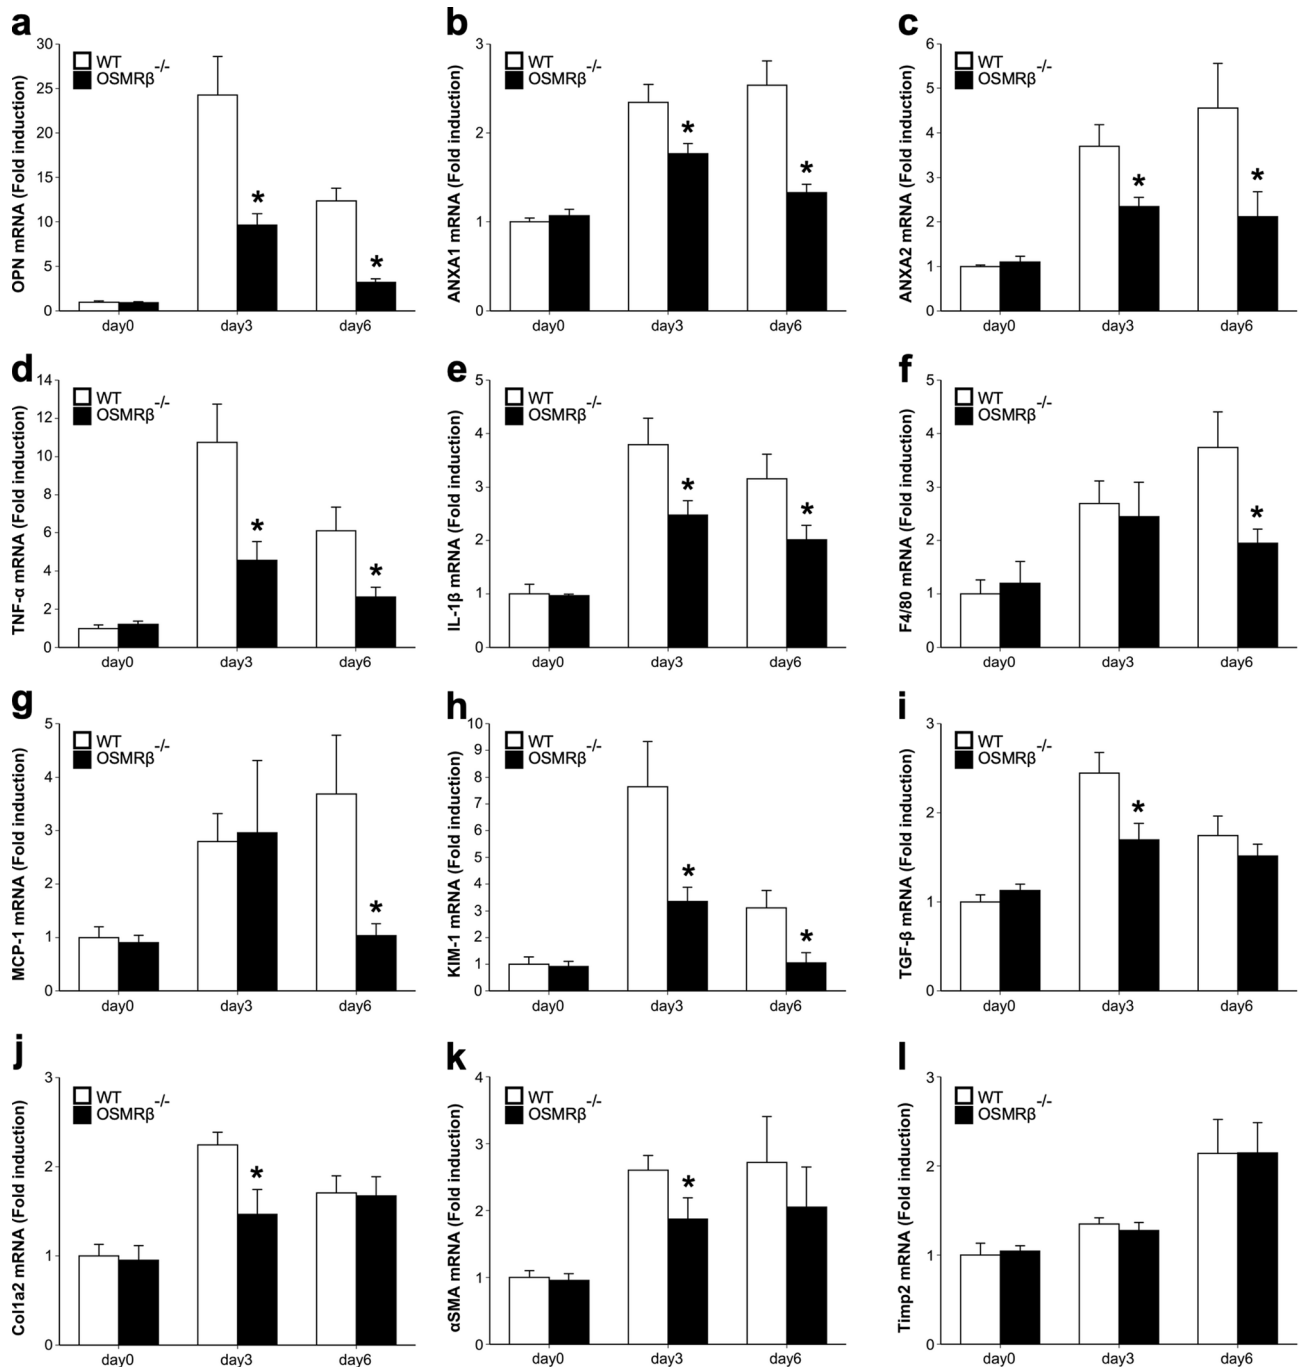 a
30
25
20
15
10
5
0
OPN mRNA (Fold induction)
WT
OSMRβ-/-
*
*
day0 day3 day6
b
3
2
1
0
ANXA1 mRNA (Fold induction)
WT
OSMRβ-/-
*
*
day0 day3 day6
c
6
5
4
3
2
1
0
ANXA2 mRNA (Fold induction)
WT
OSMRβ-/-
*
*
day0 day3 day6
d
14
12
10
8
6
4
2
0
TNF-α mRNA (Fold induction)
WT
OSMRβ-/-
*
*
day0 day3 day6
e
5
4
3
2
1
0
IL-1β mRNA (Fold induction)
WT
OSMRβ-/-
*
*
day0 day3 day6
f
5
4
3
2
1
0
F4/80 mRNA (Fold induction)
WT
OSMRβ-/-
*
day0 day3 day6
g
5
4
3
2
1
0
MCP-1 mRNA (Fold induction)
WT
OSMRβ-/-
*
day0 day3 day6
h
10
9
8
7
6
5
4
3
2
1
0
KIM-1 mRNA (Fold induction)
WT
OSMRβ-/-
*
*
day0 day3 day6
i
3
2
1
0
TGF-β mRNA (Fold induction)
WT
OSMRβ-/-
*
day0 day3 day6
j
3
2
1
0
Col1a2 mRNA (Fold induction)
WT
OSMRβ-/-
*
day0 day3 day6
k
4
3
2
1
0
αSMA mRNA (Fold induction)
WT
OSMRβ-/-
*
day0 day3 day6
l
3
2
1
0
Timp2 mRNA (Fold induction)
WT
OSMRβ-/-
day0 day3 day6